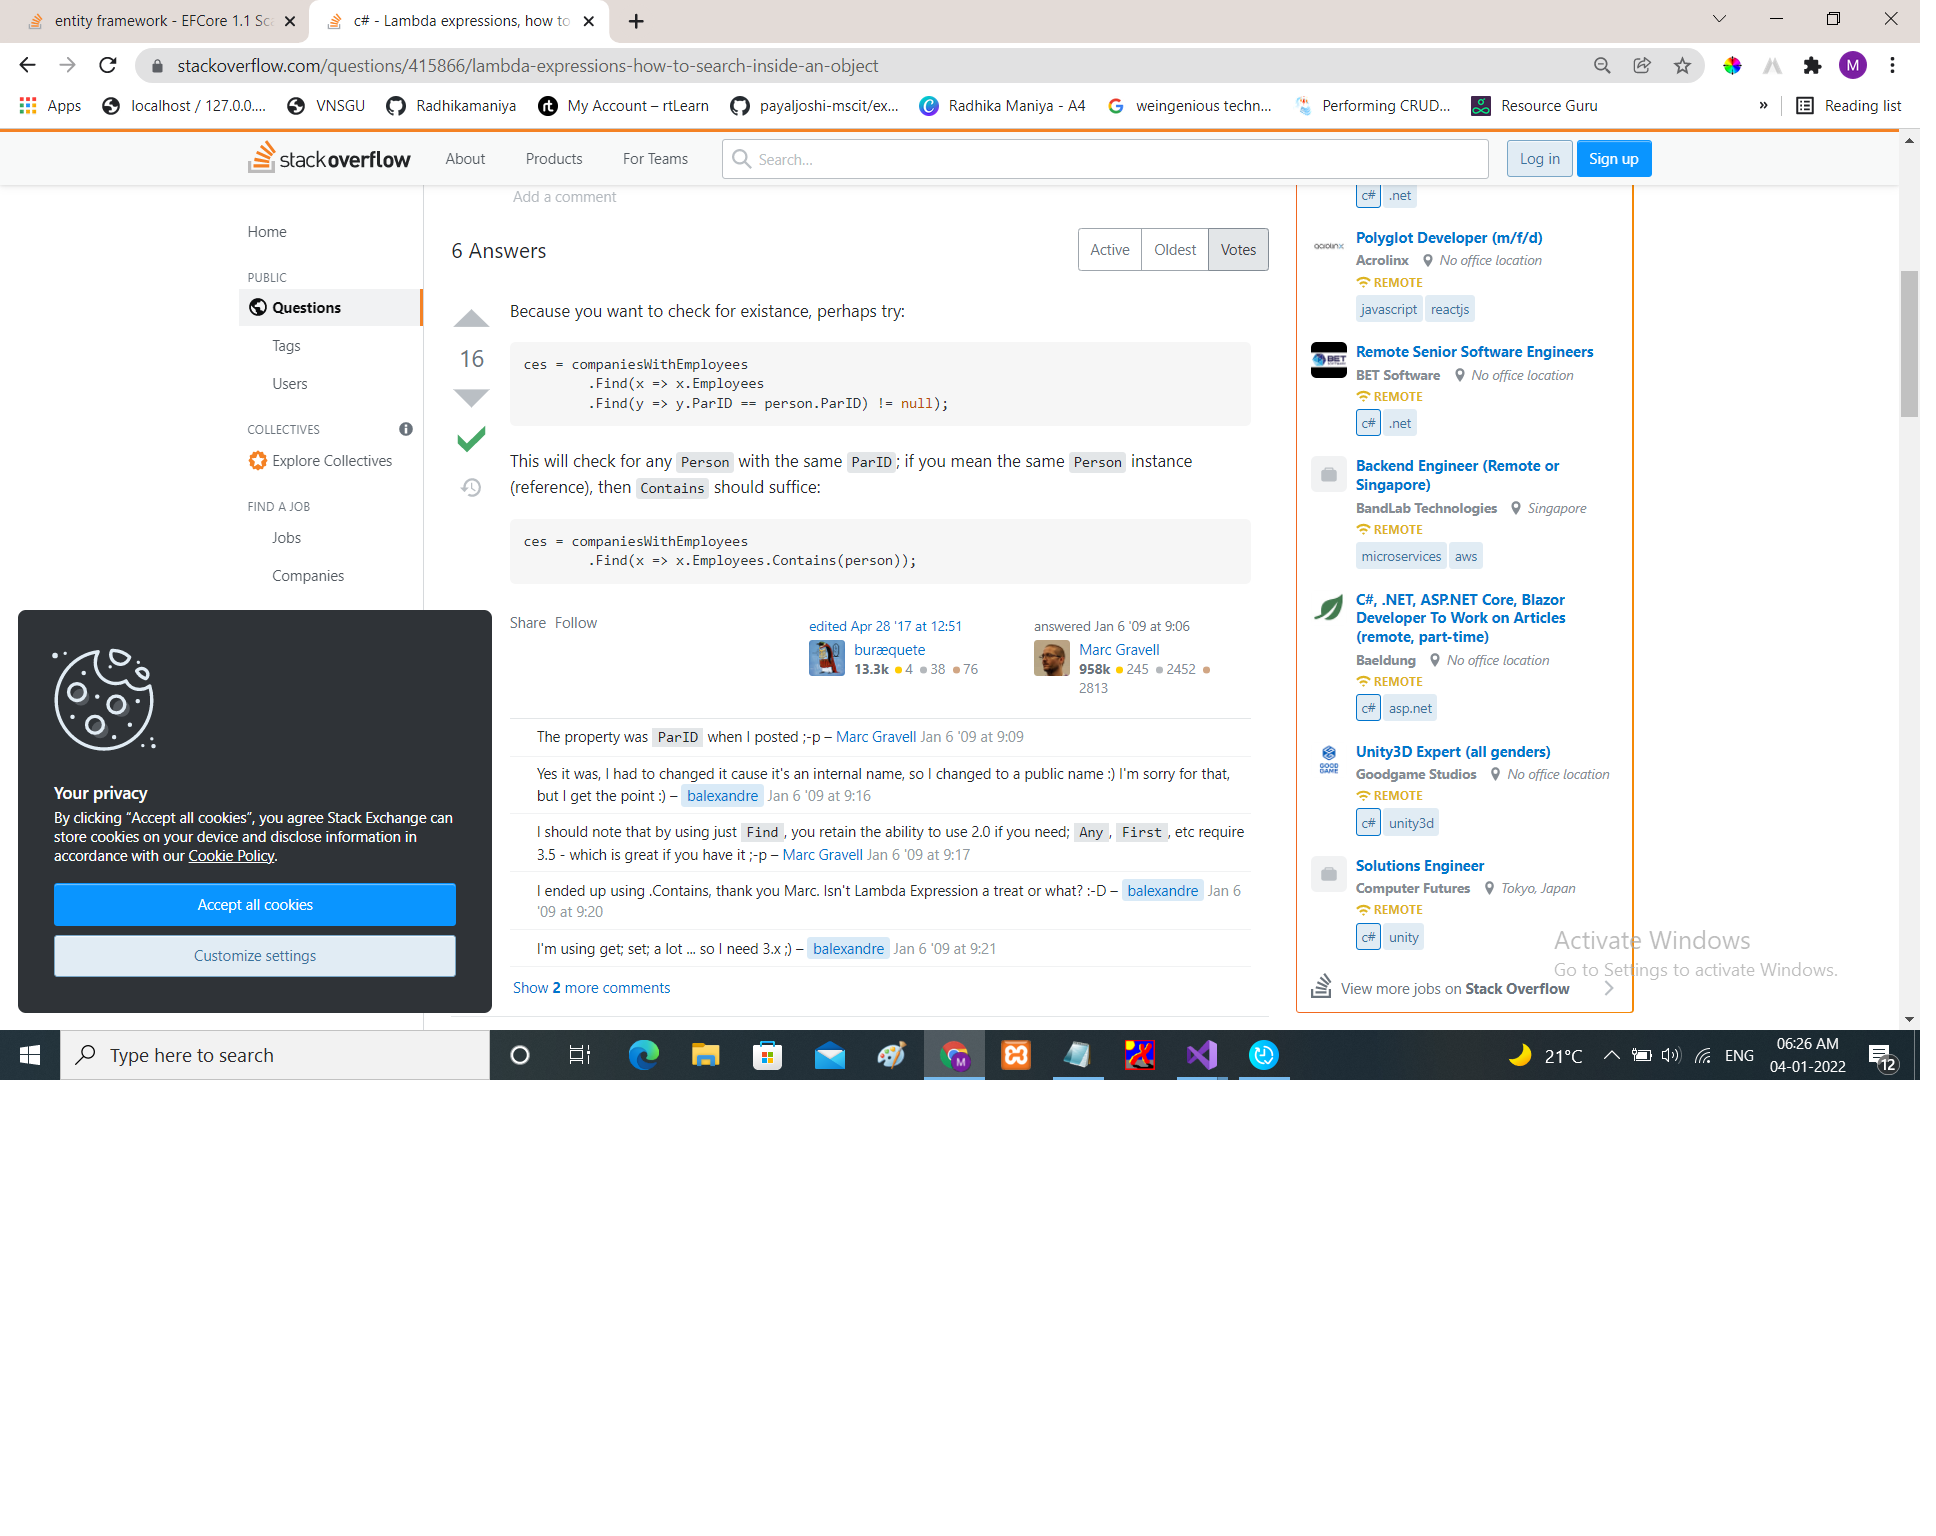 entity framework - EFCore 1.1 Sca
c# - Lambda expressions, how to
stackoverflow.com/questions/415866/lambda-expressions-how-to-search-inside-an-object
M
Apps
localhost / 127.0.0....
VNSGU
Radhikamaniya
My Account – rtLearn
payaljoshi-mscit/ex...
Radhika Maniya - A4
weingenious techn...
Performing CRUD...
Resource Guru
»
Reading list
stackoverflow
About
Products
For Teams
Search...
Log in
Sign up
Home
PUBLIC
Questions
Tags
Users
COLLECTIVES
Explore Collectives
FIND A JOB
Jobs
Companies
Add a comment
6 Answers
Active
Oldest
Votes
16
Because you want to check for existance, perhaps try:
ces = companiesWithEmployees
.Find(x => x.Employees
.Find(y => y.ParID == person.ParID) != null);
This will check for any Person with the same ParID; if you mean the same Person instance
(reference), then Contains should suffice:
ces = companiesWithEmployees
.Find(x => x.Employees.Contains(person));
Share Follow
edited Apr 28 '17 at 12:51
buræquete
13.3k 4 38 76
answered Jan 6 '09 at 9:06
Marc Gravell
958k 245 2452
2813
The property was ParID when I posted ;-p – Marc Gravell Jan 6 '09 at 9:09
Yes it was, I had to changed it cause it's an internal name, so I changed to a public name :) I'm sorry for that,
but I get the point :) – balexandre Jan 6 '09 at 9:16
I should note that by using just Find, you retain the ability to use 2.0 if you need; Any, First, etc require
3.5 - which is great if you have it ;-p – Marc Gravell Jan 6 '09 at 9:17
I ended up using .Contains, thank you Marc. Isn't Lambda Expression a treat or what? :-D – balexandre Jan 6
'09 at 9:20
I'm using get; set; a lot ... so I need 3.x ;) – balexandre Jan 6 '09 at 9:21
Show 2 more comments
c# .net
acrolinx
Polyglot Developer (m/f/d)
Acrolinx No office location
REMOTE
javascript reactjs
BET
Remote Senior Software Engineers
BET Software No office location
REMOTE
c# .net
Backend Engineer (Remote or
Singapore)
BandLab Technologies Singapore
REMOTE
microservices aws
C#, .NET, ASP.NET Core, Blazor
Developer To Work on Articles
(remote, part-time)
Baeldung No office location
REMOTE
c# asp.net
GOOD
GAME
Unity3D Expert (all genders)
Goodgame Studios No office location
REMOTE
c# unity3d
Solutions Engineer
Computer Futures Tokyo, Japan
REMOTE
c# unity
View more jobs on Stack Overflow
Activate Windows
Go to Settings to activate Windows.
Your privacy
By clicking “Accept all cookies”, you agree Stack Exchange can
store cookies on your device and disclose information in
accordance with our Cookie Policy.
Accept all cookies
Customize settings
Type here to search
M
21°C
ENG
06:26 AM
04-01-2022
12